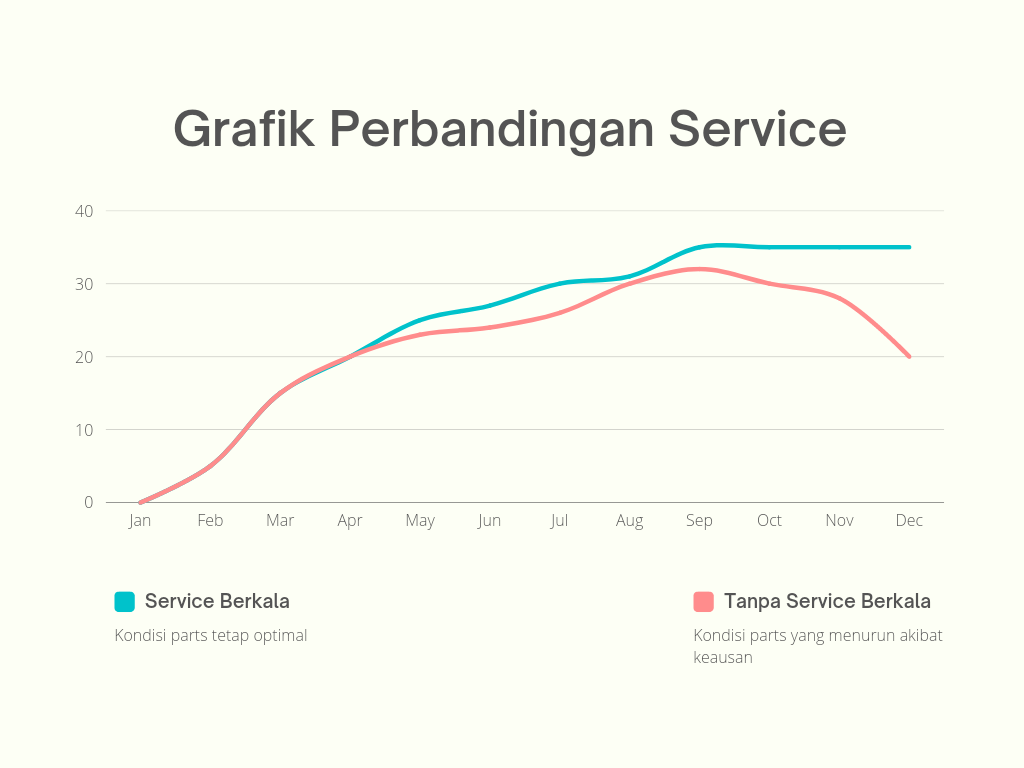 Grafik Perbandingan Service
40
30
20
10
0
Jan Feb Mar Apr May Jun Jul Aug Sep Oct Nov Dec
Service Berkala
Kondisi parts tetap optimal
Tanpa Service Berkala
Kondisi parts yang menurun akibat
keausan